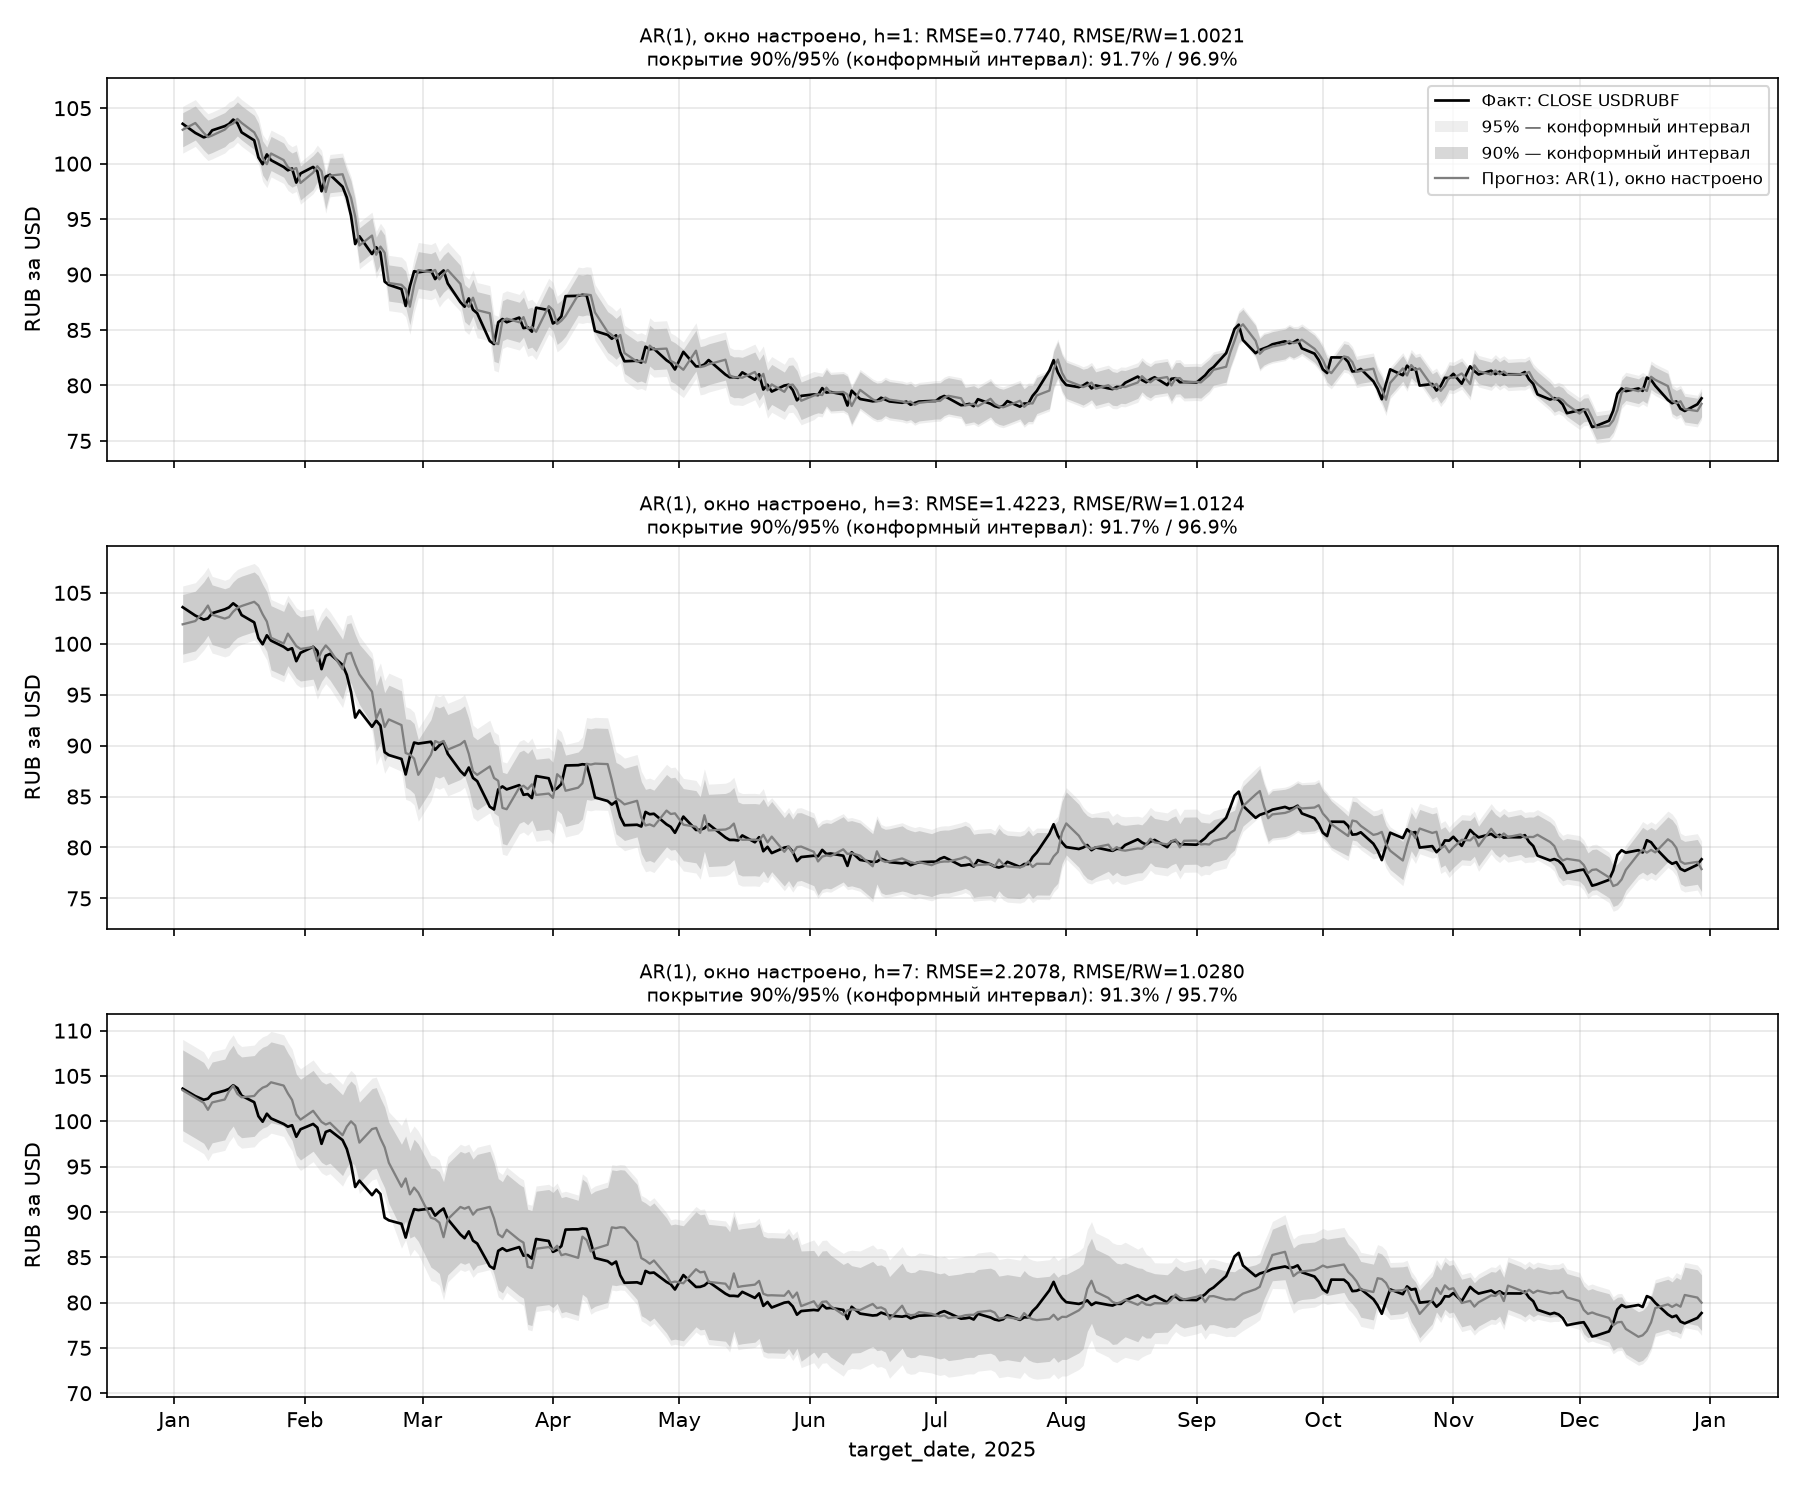 AR(1), окно настроено, h=1: RMSE=0.7740, RMSE/RW=1.0021
покрытие 90%/95% (конформный интервал): 91.7% / 96.9%
RUB за USD
105
100
95
90
85
80
75
Факт: CLOSE USDRUBF
95% — конформный интервал
90% — конформный интервал
Прогноз: AR(1), окно настроено
AR(1), окно настроено, h=3: RMSE=1.4223, RMSE/RW=1.0124
покрытие 90%/95% (конформный интервал): 91.7% / 96.9%
RUB за USD
105
100
95
90
85
80
75
AR(1), окно настроено, h=7: RMSE=2.2078, RMSE/RW=1.0280
покрытие 90%/95% (конформный интервал): 91.3% / 95.7%
RUB за USD
110
105
100
95
90
85
80
75
70
Jan Feb Mar Apr May Jun Jul Aug Sep Oct Nov Dec Jan
target_date, 2025